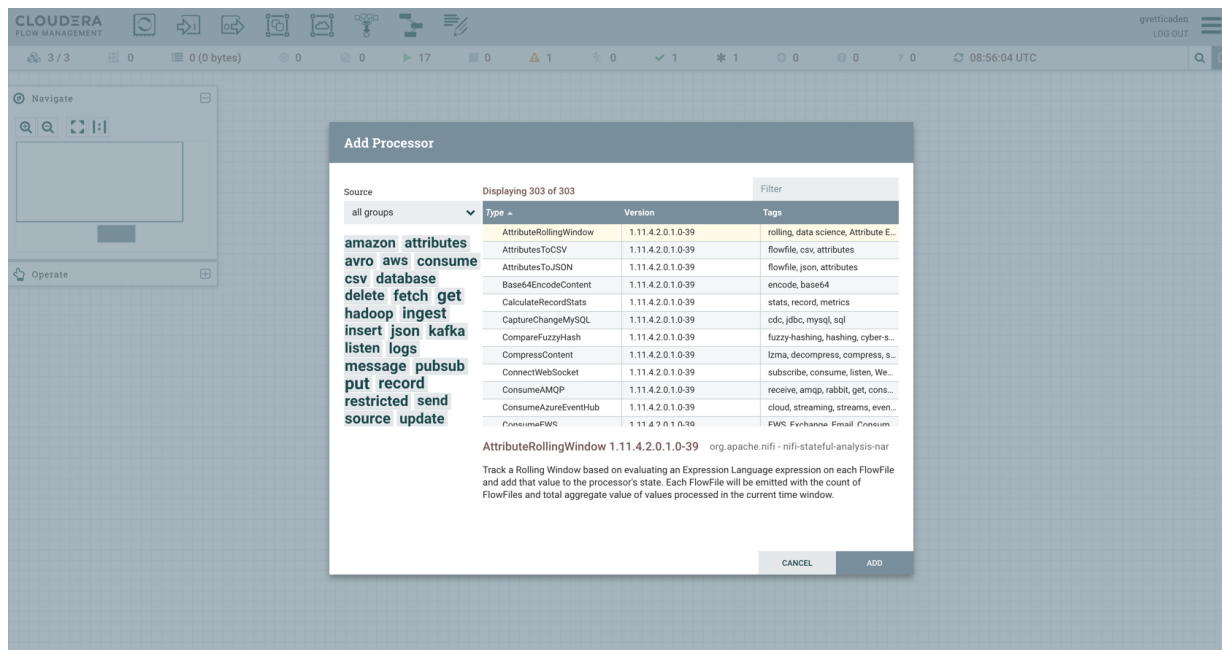 CLOUDERA
FLOW MANAGEMENT
gvetticaden
LOG OUT
3 / 3 0 0 (0 bytes) 0 0 17 0 1 0 1 1 0 0 0 08:56:04 UTC
Navigate
Operate
Add Processor
Source
Displaying 303 of 303
Filter
all groups
Type Version Tags
AttributeRollingWindow 1.11.4.2.0.1.0-39 rolling, data science, Attribute E...
AttributesToCSV 1.11.4.2.0.1.0-39 flowfile, csv, attributes
AttributesToJSON 1.11.4.2.0.1.0-39 flowfile, json, attributes
Base64EncodeContent 1.11.4.2.0.1.0-39 encode, base64
CalculateRecordStats 1.11.4.2.0.1.0-39 stats, record, metrics
CaptureChangeMySQL 1.11.4.2.0.1.0-39 cdc, jdbc, mysql, sql
CompareFuzzyHash 1.11.4.2.0.1.0-39 fuzzy-hashing, hashing, cyber-s...
CompressContent 1.11.4.2.0.1.0-39 lzma, decompress, compress, s...
ConnectWebSocket 1.11.4.2.0.1.0-39 subscribe, consume, listen, We...
ConsumeAMQP 1.11.4.2.0.1.0-39 receive, amqp, rabbit, get, cons...
ConsumeAzureEventHub 1.11.4.2.0.1.0-39 cloud, streaming, streams, even...
ConsumeEWS 1.11.4.2.0.1.0-39 EWS, Exchange, Email, Consum...
amazon attributes
avro aws consume
csv database
delete fetch get
hadoop ingest
insert json kafka
listen logs
message pubsub
put record
restricted send
source update
AttributeRollingWindow 1.11.4.2.0.1.0-39 org.apache.nifi - nifi-stateful-analysis-nar
Track a Rolling Window based on evaluating an Expression Language expression on each FlowFile
and add that value to the processor's state. Each FlowFile will be emitted with the count of
FlowFiles and total aggregate value of values processed in the current time window.
CANCEL
ADD